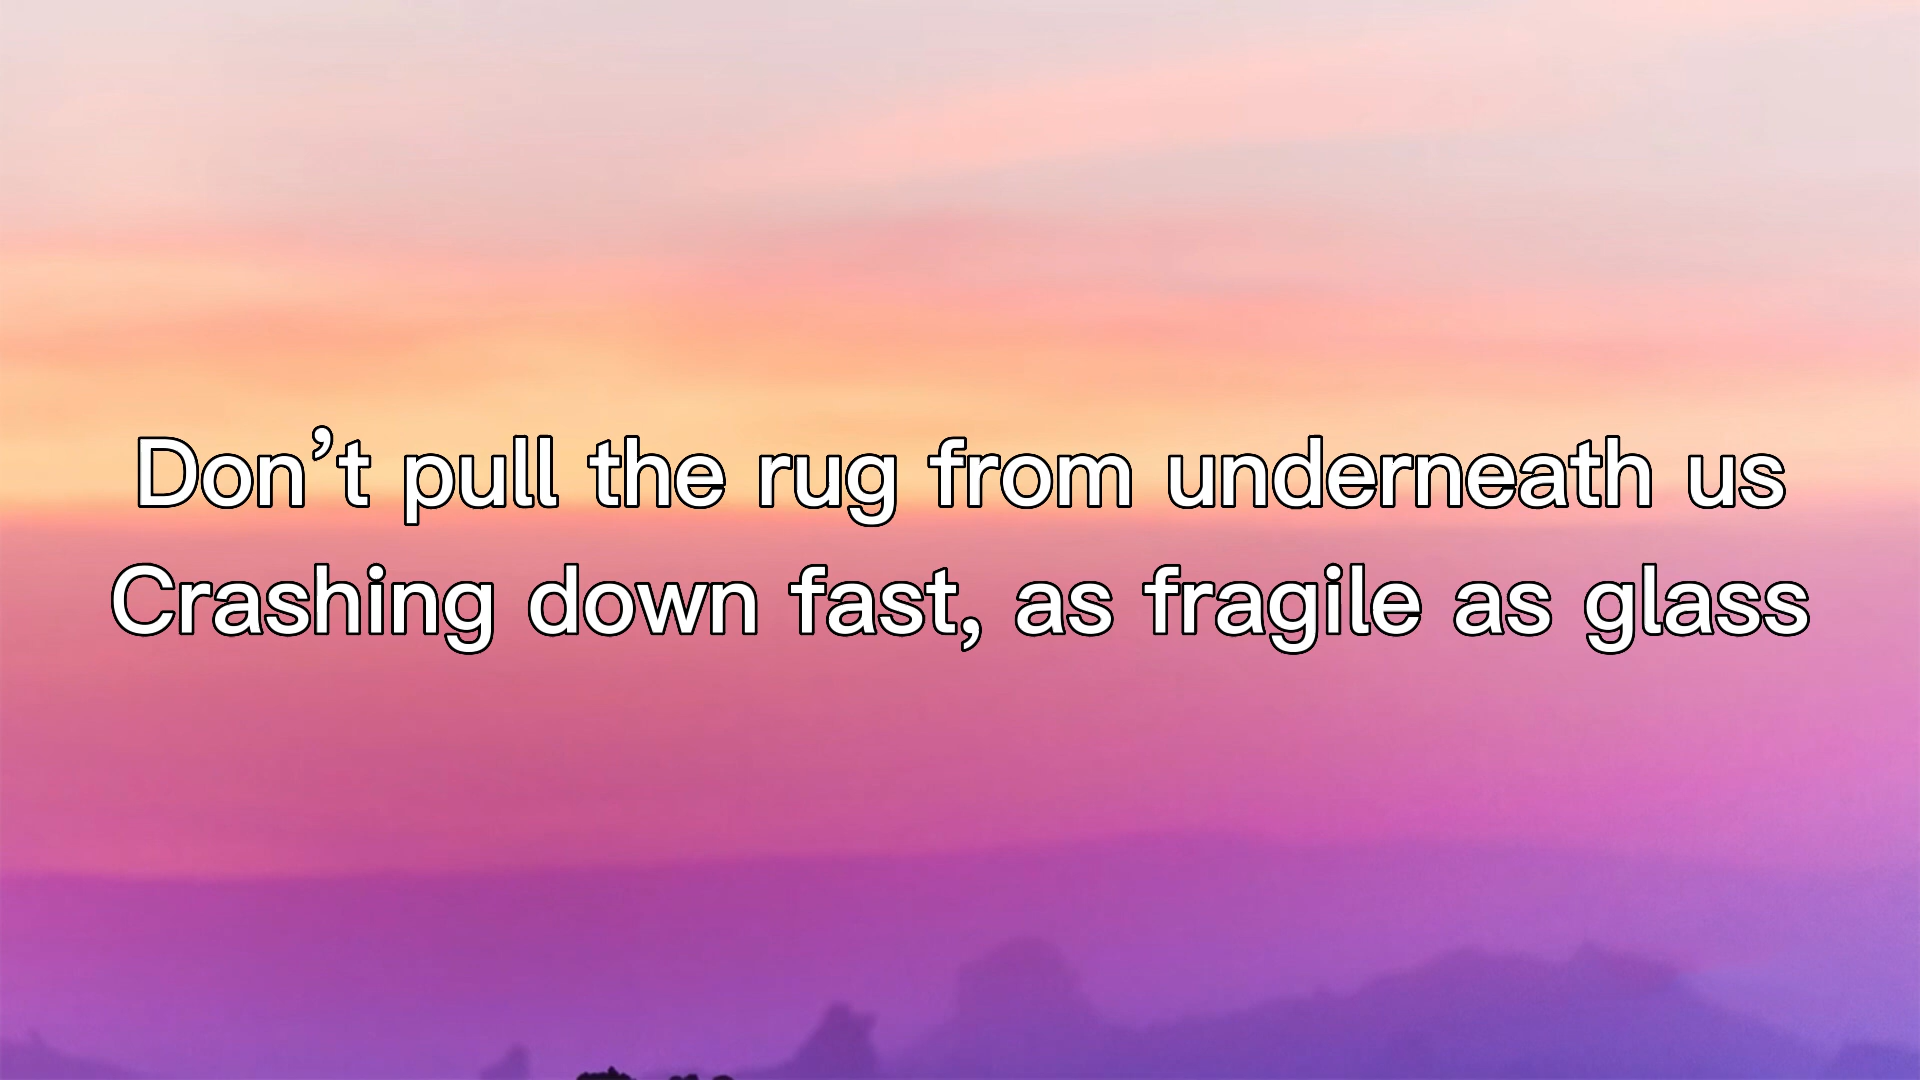 Don’t pull the rug from underneath us
Crashing down fast, as fragile as glass